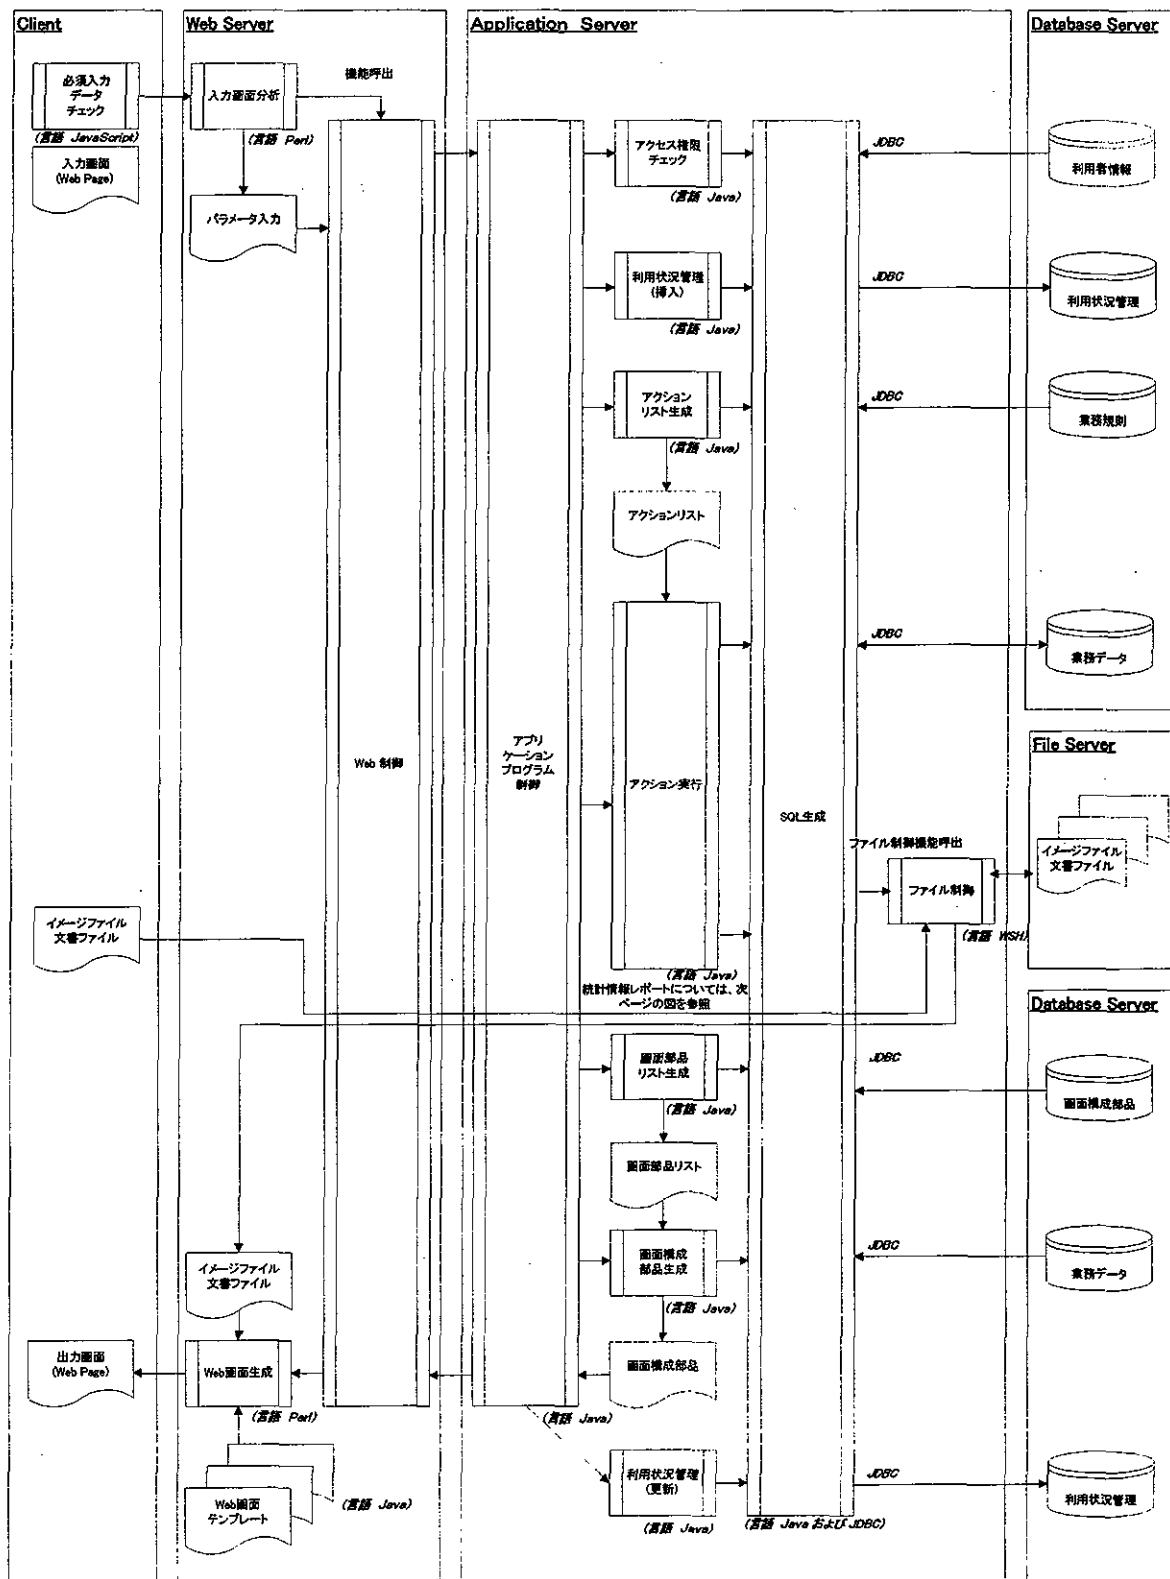 Client
Web Server
Application Server
Database Server
必須入力
データ
チェック
(言語 JavaScript)
入力画面
(Web Page)
入力画面分析
(言語 Perl)
機能呼出
パラメータ入力
アクセス権限
チェック
(言語 Java)
JDBC
利用者情報
利用状況管理
(挿入)
(言語 Java)
JDBC
利用状況管理
アクション
リスト生成
(言語 Java)
JDBC
業務規則
アクションリスト
JDBC
業務データ
Web 制御
アプリ
ケーション
プログラム
制御
アクション実行
(言語 Java)
SQL生成
File Server
イメージファイル
文書ファイル
ファイル制御機能呼出
ファイル制御
(言語 WSH)
イメージファイル
文書ファイル
統計情報レポートについては、次
ページの図を参照
Database Server
画面部品
リスト生成
(言語 Java)
JDBC
画面構成部品
画面部品リスト
画面構成
部品生成
(言語 Java)
JDBC
業務データ
イメージファイル
文書ファイル
出力画面
(Web Page)
Web画面生成
(言語 Perl)
画面構成部品
(言語 Java)
Web画面
テンプレート
(言語 Java)
利用状況管理
(更新)
(言語 Java)
(言語 Java および JDBC)
JDBC
利用状況管理